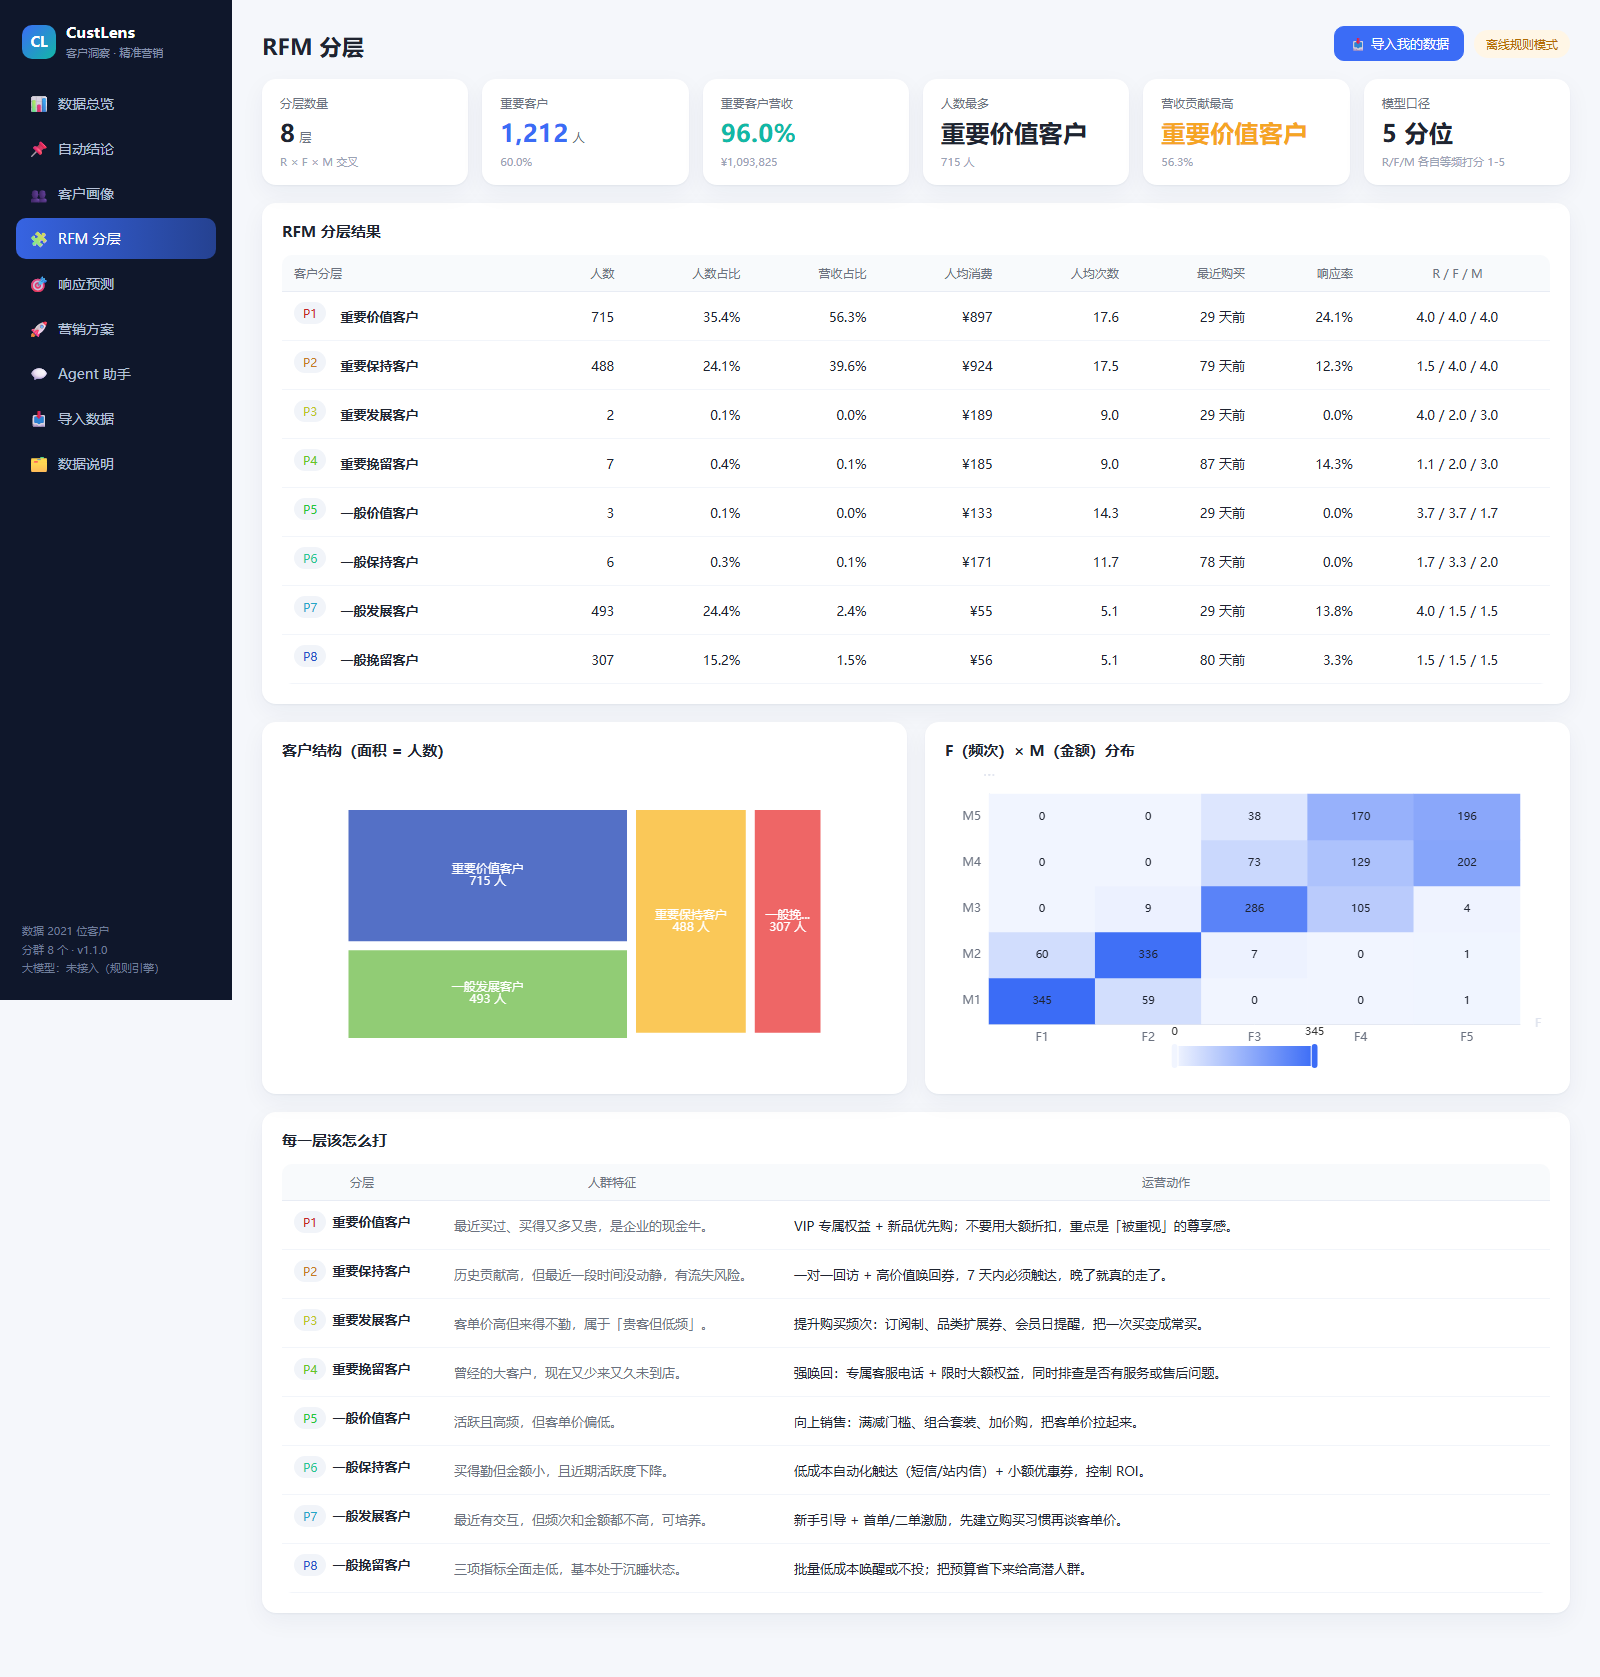 CL
CustLens
客户洞察 · 精准营销
数据总览
自动结论
客户画像
RFM 分层
响应预测
营销方案
Agent 助手
导入数据
数据说明
数据 2021 位客户
分群 8 个 · v1.1.0
大模型：未接入（规则引擎）
RFM 分层
导入我的数据
离线规则模式
分层数量
8 层
R × F × M 交叉
重要客户
1,212 人
60.0%
重要客户营收
96.0%
¥1,093,825
人数最多
重要价值客户
715 人
营收贡献最高
重要价值客户
56.3%
模型口径
5 分位
R/F/M 各自等频打分 1-5
RFM 分层结果
客户分层 人数 人数占比 营收占比 人均消费 人均次数 最近购买 响应率 R / F / M
P1 重要价值客户 715 35.4% 56.3% ¥897 17.6 29 天前 24.1% 4.0 / 4.0 / 4.0
P2 重要保持客户 488 24.1% 39.6% ¥924 17.5 79 天前 12.3% 1.5 / 4.0 / 4.0
P3 重要发展客户 2 0.1% 0.0% ¥189 9.0 29 天前 0.0% 4.0 / 2.0 / 3.0
P4 重要挽留客户 7 0.4% 0.1% ¥185 9.0 87 天前 14.3% 1.1 / 2.0 / 3.0
P5 一般价值客户 3 0.1% 0.0% ¥133 14.3 29 天前 0.0% 3.7 / 3.7 / 1.7
P6 一般保持客户 6 0.3% 0.1% ¥171 11.7 78 天前 0.0% 1.7 / 3.3 / 2.0
P7 一般发展客户 493 24.4% 2.4% ¥55 5.1 29 天前 13.8% 4.0 / 1.5 / 1.5
P8 一般挽留客户 307 15.2% 1.5% ¥56 5.1 80 天前 3.3% 1.5 / 1.5 / 1.5
客户结构（面积 = 人数）
重要价值客户
715 人
一般发展客户
493 人
重要保持客户
488 人
一般挽...
307 人
F（频次）× M（金额）分布
...
M5 0 0 38 170 196
M4 0 0 73 129 202
M3 0 9 286 105 4
M2 60 336 7 0 1
M1 345 59 0 0 1
F
F1 F2 F3 F4 F5
0 345
每一层该怎么打
分层 人群特征 运营动作
P1 重要价值客户 最近买过、买得又多又贵，是企业的现金牛。 VIP 专属权益 + 新品优先购；不要用大额折扣，重点是「被重视」的尊享感。
P2 重要保持客户 历史贡献高，但最近一段时间没动静，有流失风险。 一对一回访 + 高价值唤回券，7 天内必须触达，晚了就真的走了。
P3 重要发展客户 客单价高但来得不勤，属于「贵客但低频」。 提升购买频次：订阅制、品类扩展券、会员日提醒，把一次买变成常买。
P4 重要挽留客户 曾经的大客户，现在又少来又久未到店。 强唤回：专属客服电话 + 限时大额权益，同时排查是否有服务或售后问题。
P5 一般价值客户 活跃且高频，但客单价偏低。 向上销售：满减门槛、组合套装、加价购，把客单价拉起来。
P6 一般保持客户 买得勤但金额小，且近期活跃度下降。 低成本自动化触达（短信/站内信）+ 小额优惠券，控制 ROI。
P7 一般发展客户 最近有交互，但频次和金额都不高，可培养。 新手引导 + 首单/二单激励，先建立购买习惯再谈客单价。
P8 一般挽留客户 三项指标全面走低，基本处于沉睡状态。 批量低成本唤醒或不投；把预算省下来给高潜人群。